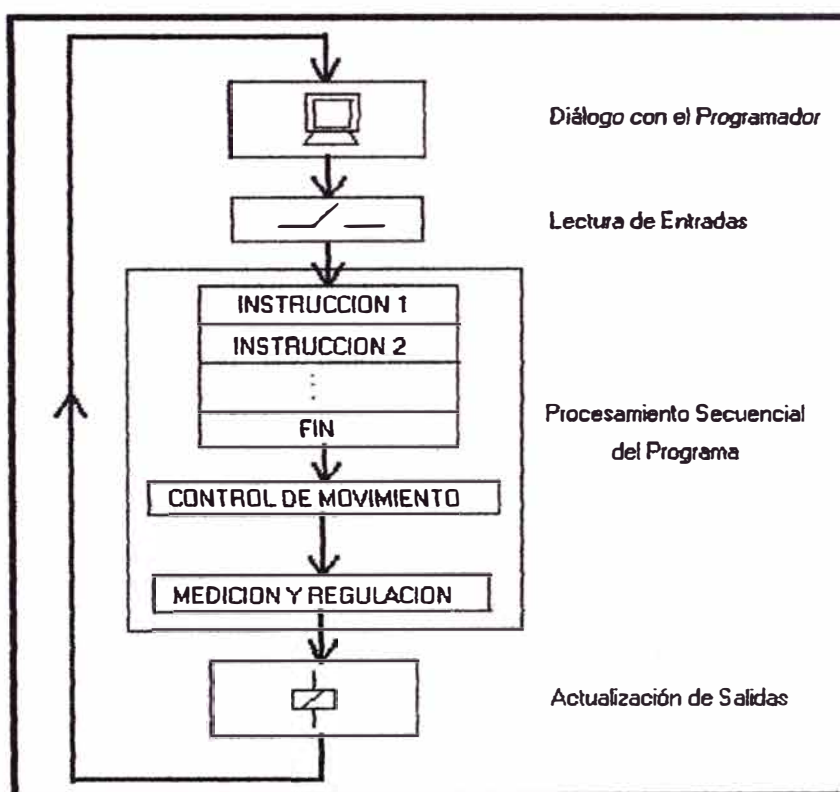 Diálogo con el Programador
Lectura de Entradas
INSTRUCCION 1
INSTRUCCION 2
⋮
FIN
Procesamiento Secuencial
del Programa
CONTROL DE MOVIMIENTO
MEDICION Y REGULACION
Actualización de Salidas